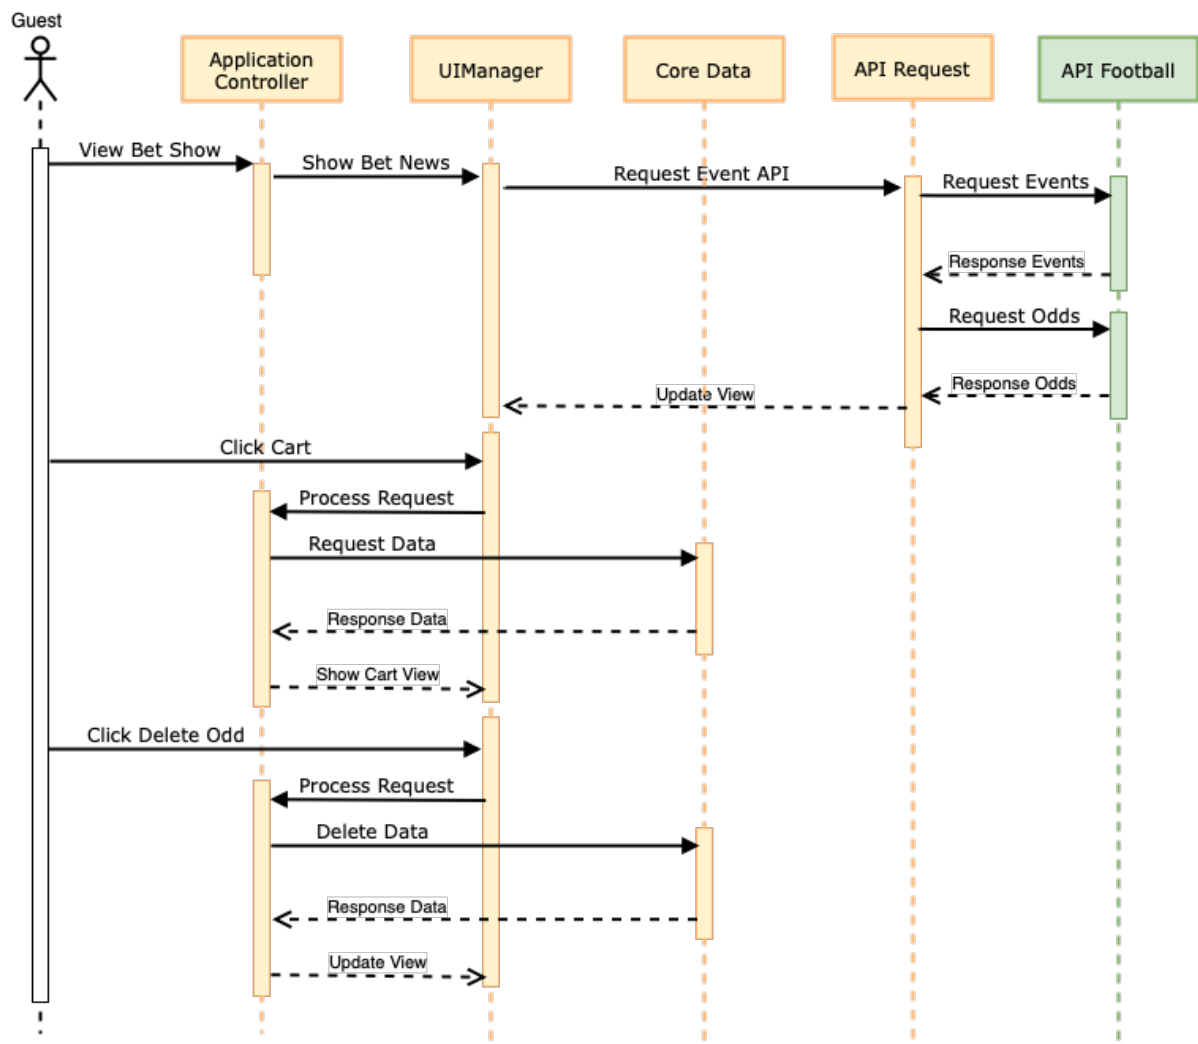 Guest
Application
Controller
UIManager
Core Data
API Request
API Football
View Bet Show
Show Bet News
Request Event API
Request Events
Response Events
Request Odds
Response Odds
Update View
Click Cart
Process Request
Request Data
Response Data
Show Cart View
Click Delete Odd
Process Request
Delete Data
Response Data
Update View